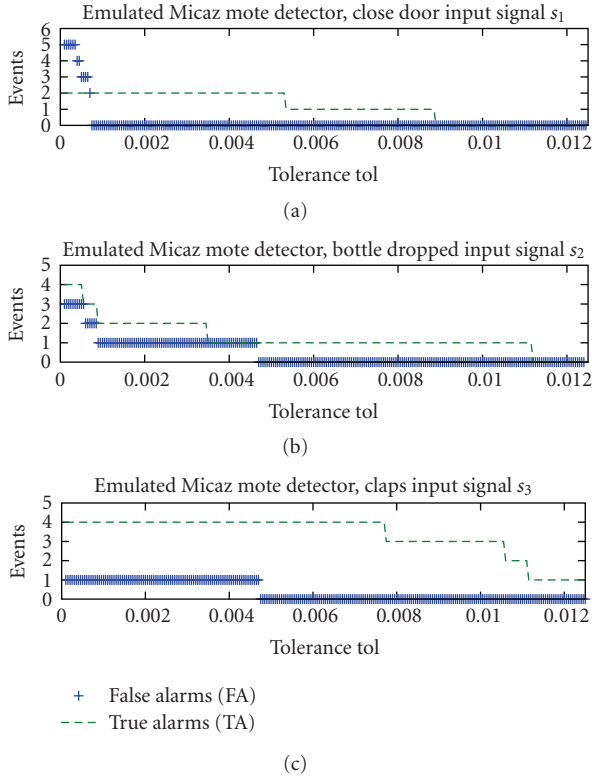 Emulated Micaz mote detector, close door input signal s1
Events
6
5
4
3
2
1
0
0 0.002 0.004 0.006 0.008 0.01 0.012
Tolerance tol
(a)
Emulated Micaz mote detector, bottle dropped input signal s2
Events
5
4
3
2
1
0
0 0.002 0.004 0.006 0.008 0.01 0.012
Tolerance tol
(b)
Emulated Micaz mote detector, claps input signal s3
Events
5
4
3
2
1
0
0 0.002 0.004 0.006 0.008 0.01 0.012
Tolerance tol
False alarms (FA)
True alarms (TA)
(c)